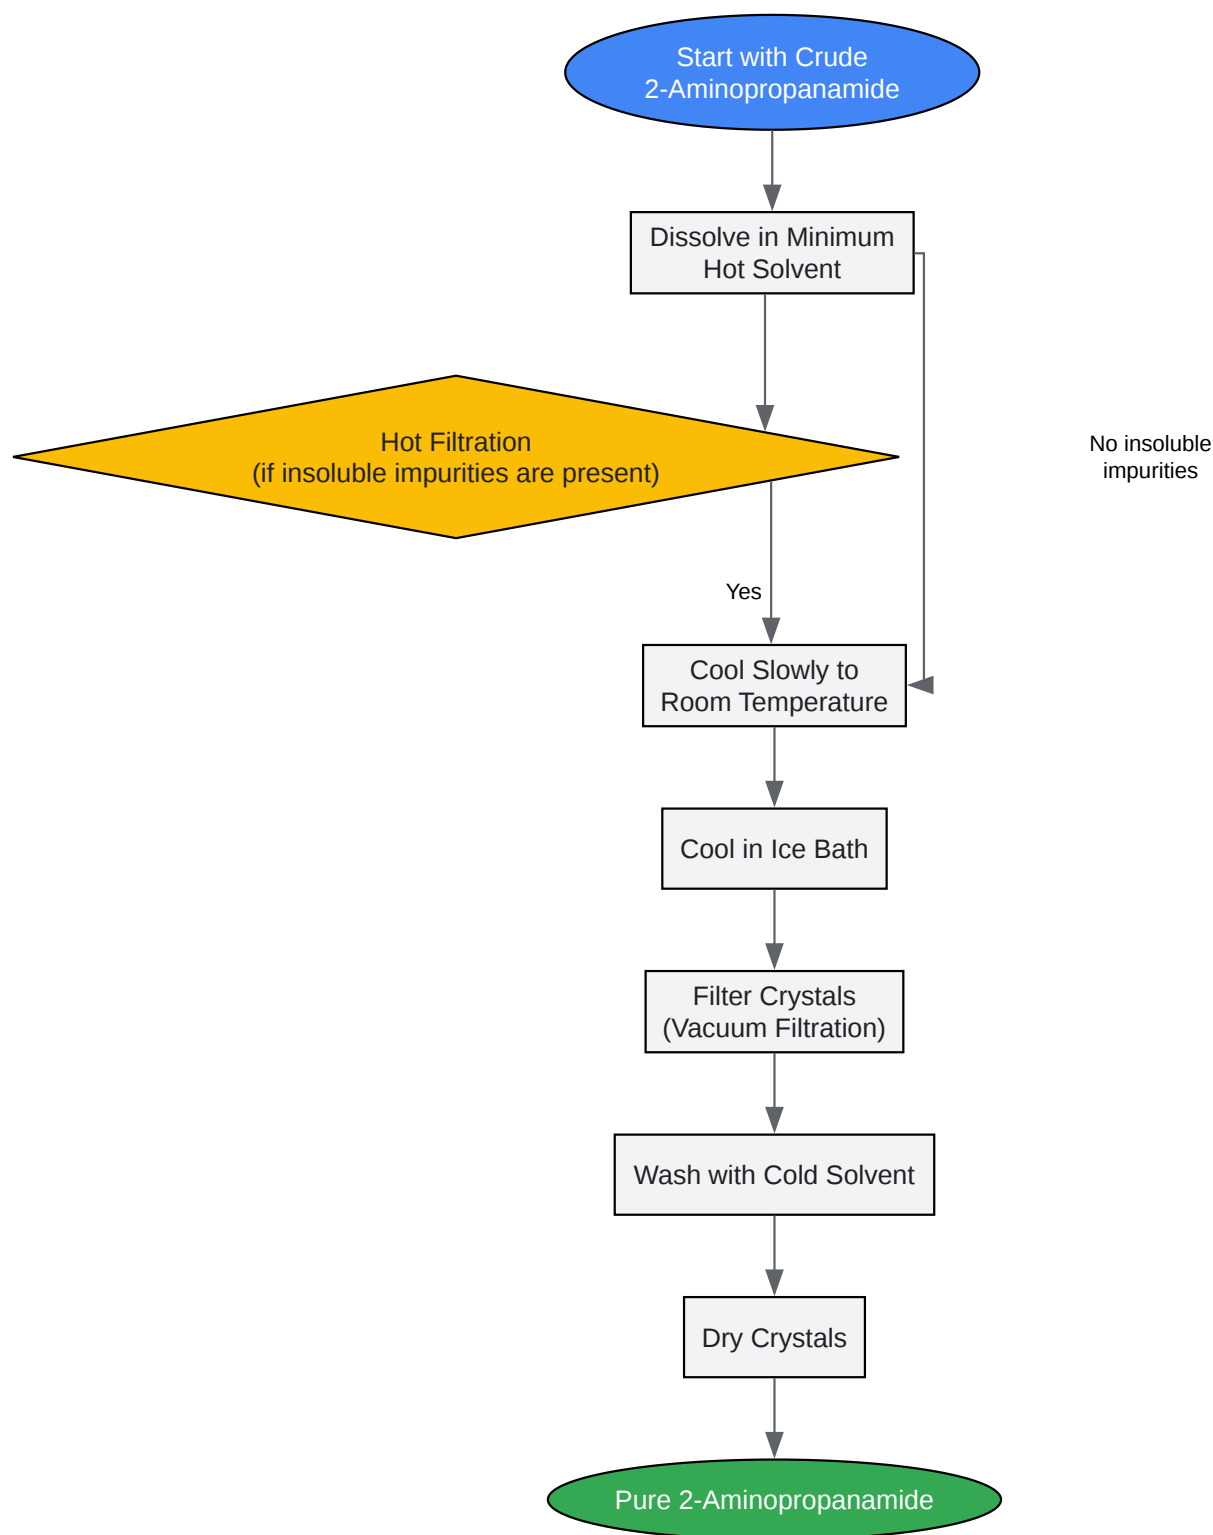 Start with Crude
2-Aminopropanamide
Dissolve in Minimum
Hot Solvent
Hot Filtration
(if insoluble impurities are present)
No insoluble
impurities
Yes
Cool Slowly to
Room Temperature
Cool in Ice Bath
Filter Crystals
(Vacuum Filtration)
Wash with Cold Solvent
Dry Crystals
Pure 2-Aminopropanamide